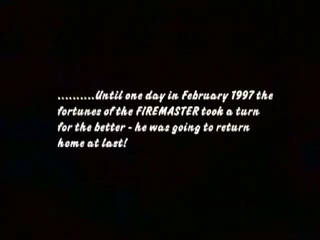 ..........Until one day in February 1997 the
fortunes of the FIREMASTER took a turn
for the better - he was going to return
home at last!